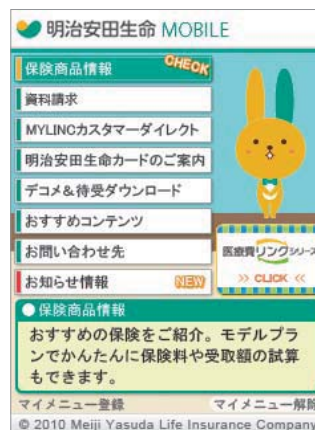 明治安田生命 MOBILE
保険商品情報 CHECK
資料請求
MYLINCカスタマーダイレクト
明治安田生命カードのご案内
デコメ&待受ダウンロード
おすすめコンテンツ
お問い合わせ先
医療費リンクシリーズ
お知らせ情報 NEW
>> CLICK <<
●保険商品情報
おすすめの保険をご紹介。モデルプラ
ンでかんたんに保険料や受取額の試算
もできます。
マイメニュー登録 マイメニュー解除
© 2010 Meiji Yasuda Life Insurance Company